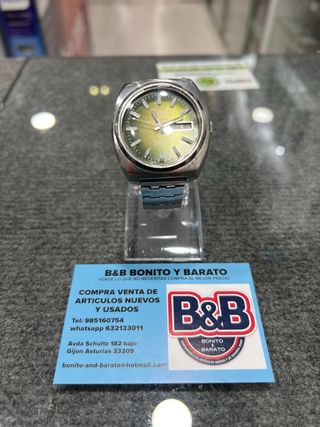 B&B BONITO Y BARATO
VENDE LO QUE NO NECESITAS COMPRA AL MEJOR PRECIO
COMPRA VENTA DE
ARTICULOS NUEVOS
Y USADOS
Tel: 985160754
whatsapp 632133011
Avda Schultz 182 bajo
Gijon Asturias 33209
bonito-and-barato@hotmail.com
B&B
BONITO
&
BARATO